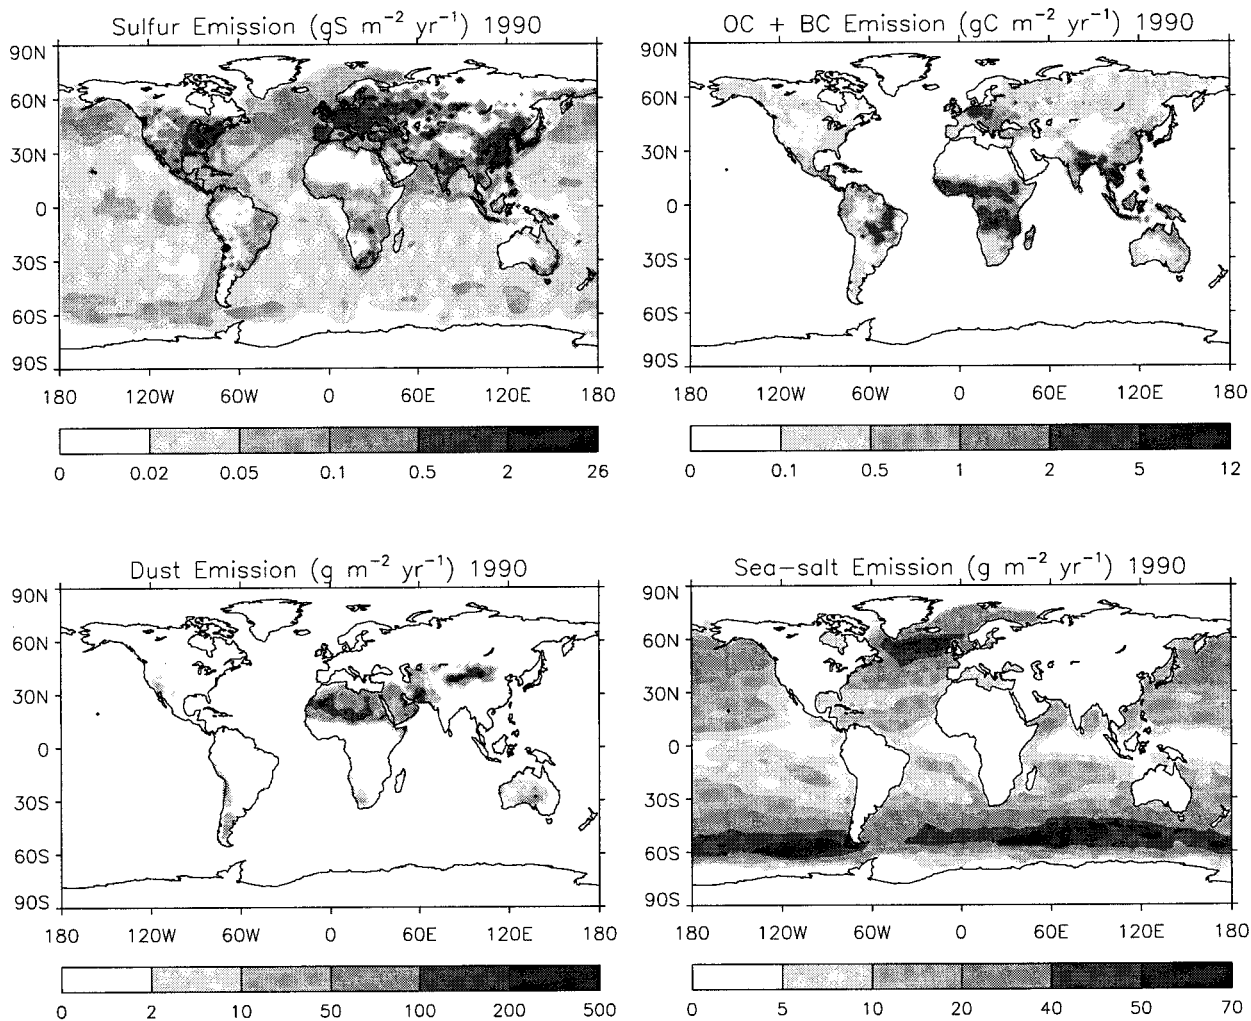 Sulfur Emission (gS m⁻² yr⁻¹) 1990
90N
60N
30N
0
30S
60S
90S
180 120W 60W 0 60E 120E 180
0 0.02 0.05 0.1 0.5 2 26
OC + BC Emission (gC m⁻² yr⁻¹) 1990
90N
60N
30N
0
30S
60S
90S
180 120W 60W 0 60E 120E 180
0 0.1 0.5 1 2 5 12
Dust Emission (g m⁻² yr⁻¹) 1990
90N
60N
30N
0
30S
60S
90S
180 120W 60W 0 60E 120E 180
0 2 10 50 100 200 500
Sea-salt Emission (g m⁻² yr⁻¹) 1990
90N
60N
30N
0
30S
60S
90S
180 120W 60W 0 60E 120E 180
0 5 10 20 40 50 70